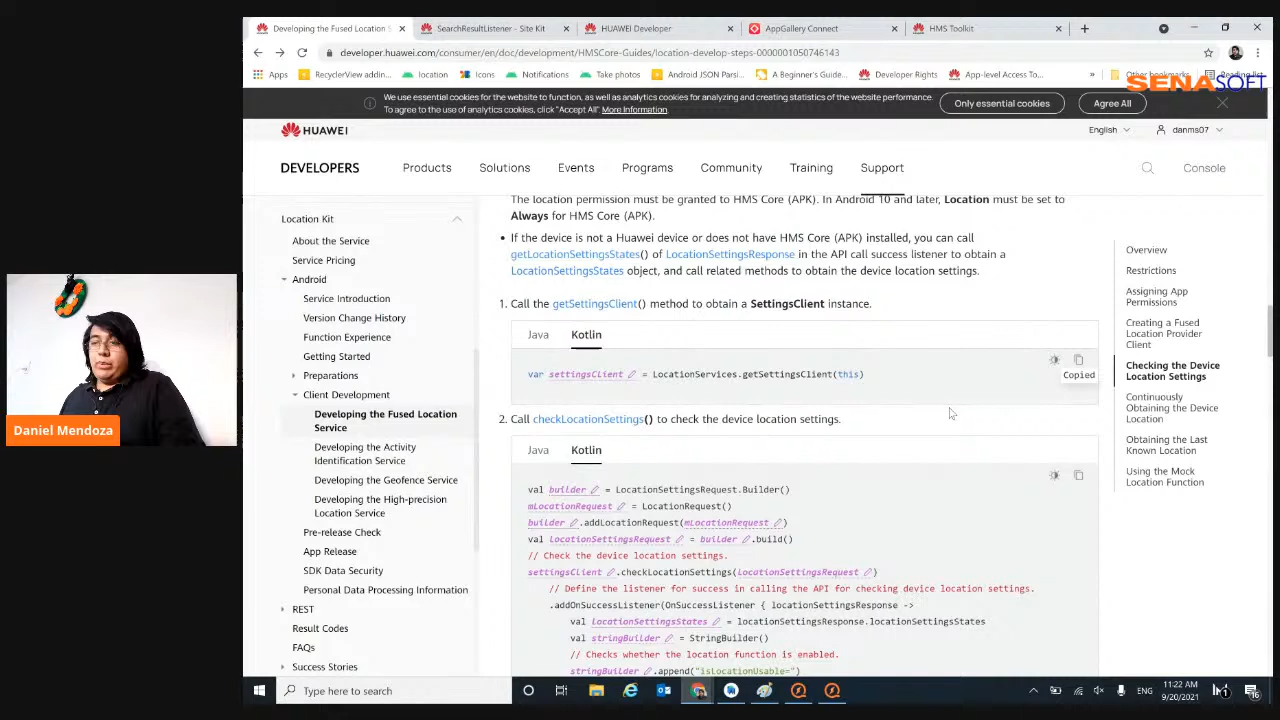 Developing the Fused Location S
SearchResultListener - Site Kit
HUAWEI Developer
AppGallery Connect
HMS Toolkit
developer.huawei.com/consumer/en/doc/development/HMSCore-Guides/location-develop-steps-0000001050746143
Apps
RecyclerView addin...
location
Icons
Notifications
Take photos
Android JSON Parsi...
A Beginner's Guide...
Developer Rights
App-level Access To...
»
Other bookmarks
Reading list
SENASOFT
We use essential cookies for the website to function, as well as analytics cookies for analyzing and creating statistics of the website performance.
To agree to the use of analytics cookies, click "Accept All". More Information
Only essential cookies
Agree All
HUAWEI
English
danms07
DEVELOPERS
Products
Solutions
Events
Programs
Community
Training
Support
Console
Location Kit
About the Service
Service Pricing
Android
Service Introduction
Version Change History
Function Experience
Getting Started
Preparations
Client Development
Developing the Fused Location
Service
Developing the Activity
Identification Service
Developing the Geofence Service
Developing the High-precision
Location Service
Pre-release Check
App Release
SDK Data Security
Personal Data Processing Information
REST
Result Codes
FAQs
Success Stories
The location permission must be granted to HMS Core (APK). In Android 10 and later, Location must be set to
Always for HMS Core (APK).
• If the device is not a Huawei device or does not have HMS Core (APK) installed, you can call
getLocationSettingsStates() of LocationSettingsResponse in the API call success listener to obtain a
LocationSettingsStates object, and call related methods to obtain the device location settings.
1. Call the getSettingsClient() method to obtain a SettingsClient instance.
Java Kotlin
Copied
var settingsClient = LocationServices.getSettingsClient(this)
2. Call checkLocationSettings() to check the device location settings.
Java Kotlin
val builder = LocationSettingsRequest.Builder()
mLocationRequest = LocationRequest()
builder.addLocationRequest(mLocationRequest)
val locationSettingsRequest = builder.build()
// Check the device location settings.
settingsClient.checkLocationSettings(locationSettingsRequest)
// Define the listener for success in calling the API for checking device location settings.
.addOnSuccessListener(OnSuccessListener { locationSettingsResponse ->
val locationSettingsStates = locationSettingsResponse.locationSettingsStates
val stringBuilder = StringBuilder()
// Checks whether the location function is enabled.
stringBuilder.append("isLocationUsable=")
Overview
Restrictions
Assigning App
Permissions
Creating a Fused
Location Provider
Client
Checking the Device
Location Settings
Continuously
Obtaining the Device
Location
Obtaining the Last
Known Location
Using the Mock
Location Function
Daniel Mendoza
Type here to search
ENG
11:22 AM
9/20/2021